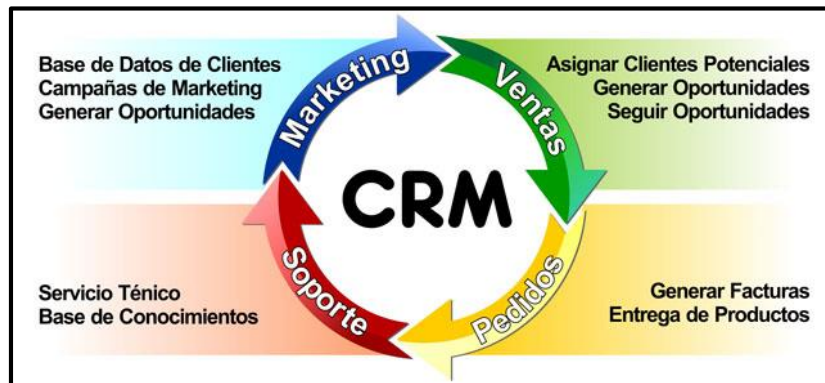 Base de Datos de Clientes
Campañas de Marketing
Generar Oportunidades
Marketing
Ventas
Asignar Clientes Potenciales
Generar Oportunidades
Seguir Oportunidades
CRM
Servicio Ténico
Base de Conocimientos
Soporte
Pedidos
Generar Facturas
Entrega de Productos